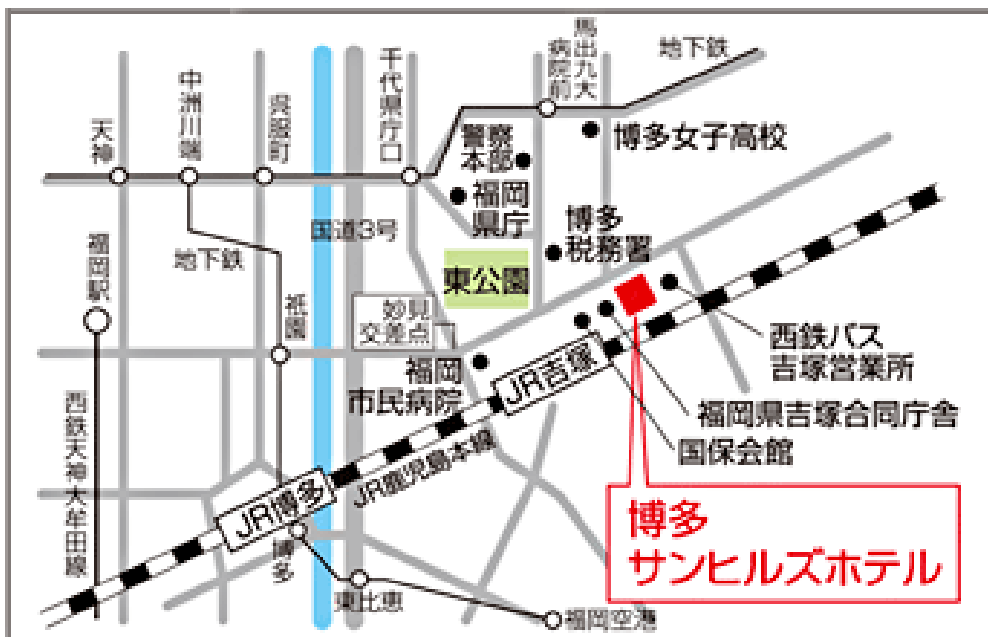 馬出九大
病院前
地下鉄
千代県庁口
中洲川端
呉服町
天神
警察
本部
博多女子高校
福岡
県庁
国道3号
博多
税務署
地下鉄
福岡駅
東公園
祇園
妙見
交差点
西鉄バス
吉塚営業所
福岡
市民病院
JR吉塚
福岡県吉塚合同庁舎
国保会館
西鉄天神大牟田線
JR鹿児島本線
JR博多
博多
博多
サンヒルズホテル
東比恵
福岡空港